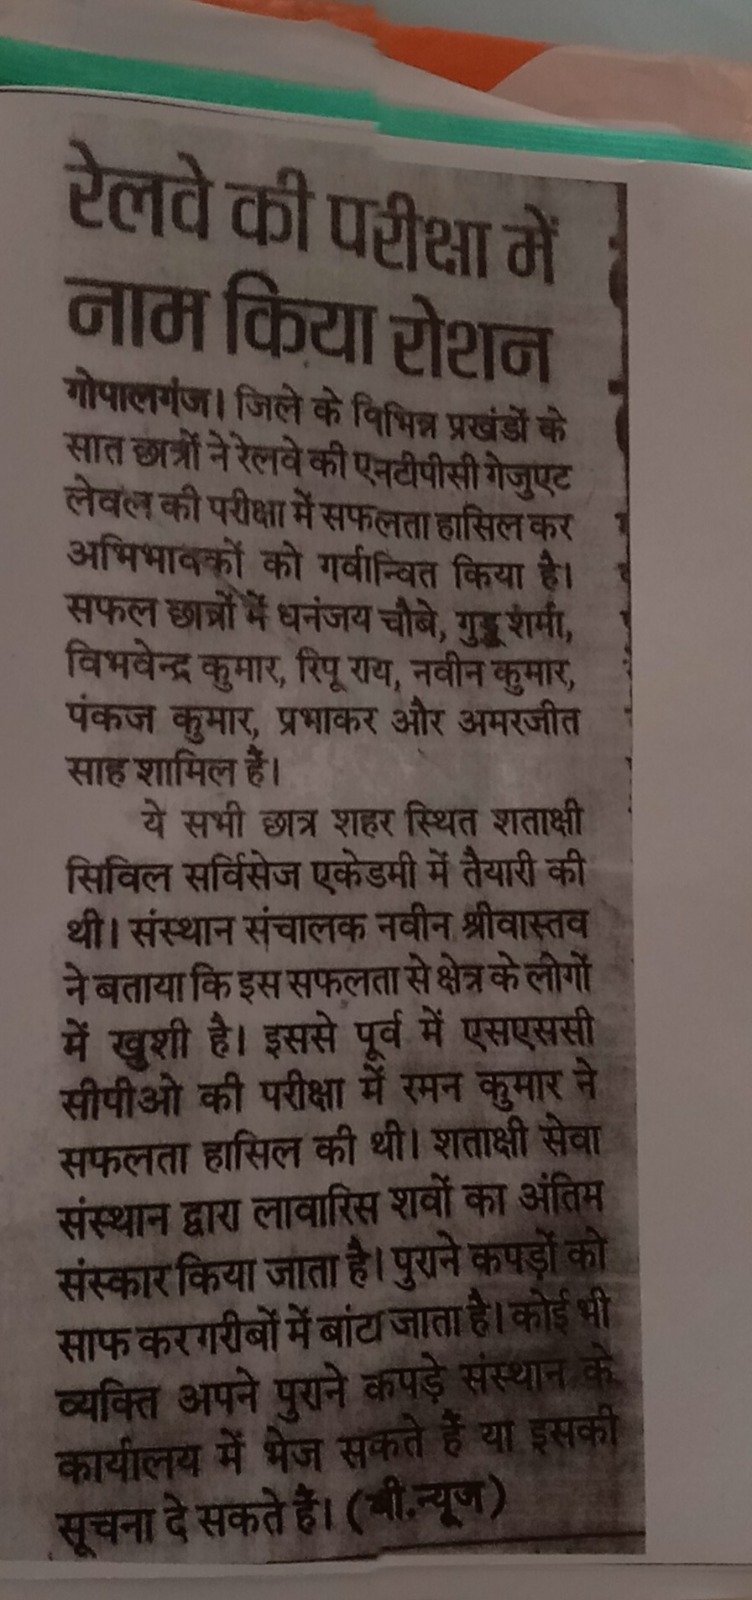 रेलवे की परीक्षा में
नाम किया रोशन
गोपालगंज। जिले के विभिन्न प्रखंडों के
सात छात्रों ने रेलवे की एनटीपीसी गेजुएट
लेवल की परीक्षा में सफलता हासिल कर
अभिभावकों को गर्वान्वित किया है।
सफल छात्रों में धनंजय चौबे, गुड्डू शर्मा,
विभवेन्द्र कुमार, रिपू राय, नवीन कुमार,
पंकज कुमार, प्रभाकर और अमरजीत
साह शामिल हैं।
ये सभी छात्र शहर स्थित शताक्षी
सिविल सर्विसेज एकेडमी में तैयारी की
थी। संस्थान संचालक नवीन श्रीवास्तव
ने बताया कि इस सफलता से क्षेत्र के लोगों
में खुशी है। इससे पूर्व में एसएससी
सीपीओ की परीक्षा में रमन कुमार ने
सफलता हासिल की थी। शताक्षी सेवा
संस्थान द्वारा लावारिस शवों का अंतिम
संस्कार किया जाता है। पुराने कपड़ों को
साफ कर गरीबों में बांटा जाता है। कोई भी
व्यक्ति अपने पुराने कपड़े संस्थान के
कार्यालय में भेज सकते हैं या इसकी
सूचना दे सकते हैं। (बी.न्यूज)